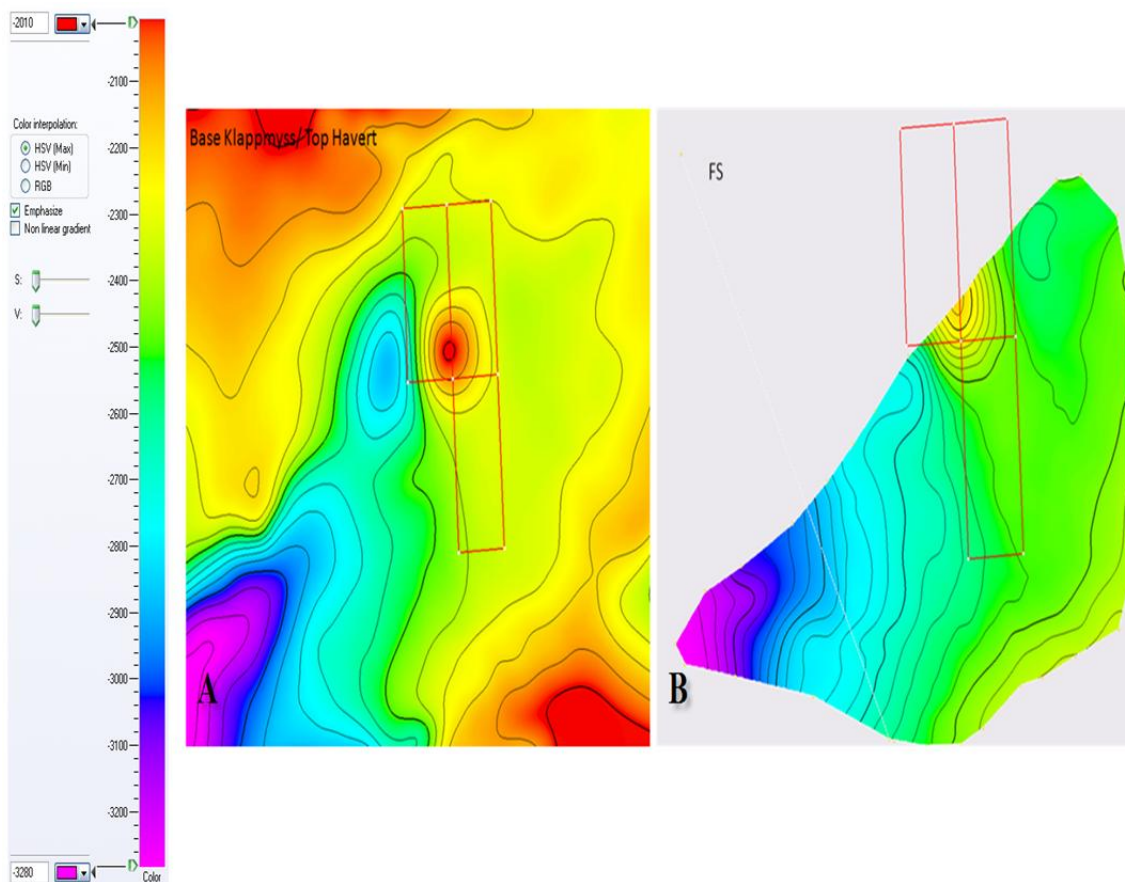 -2010
Color interpolation:
HSV (Max)
HSV (Min)
RGB
Emphasize
Non linear gradient
S:
V:
-3280
-2100
-2200
-2300
-2400
-2500
-2600
-2700
-2800
-2900
-3000
-3100
-3200
Color
Base Klappmyss/ Top Havert
A
FS
B